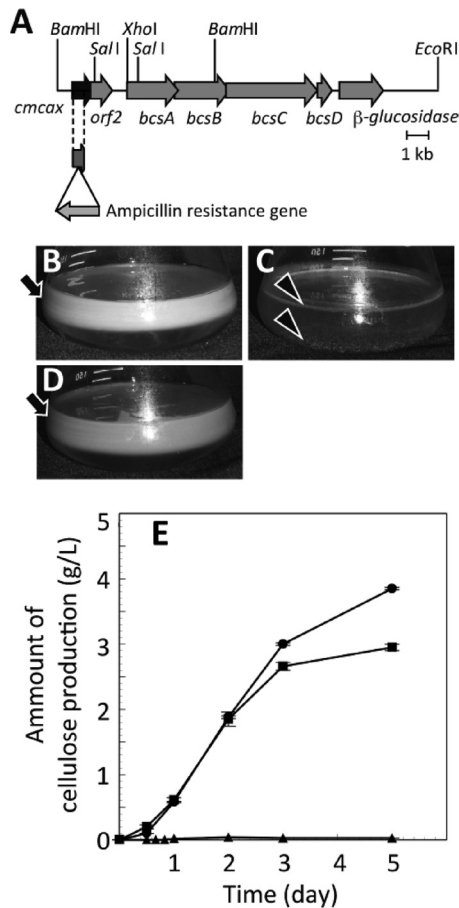 A
BamHI
SalI
XhoI
SalI
BamHI
EcoRI
cmcax
orf2
bcsA
bcsB
bcsC
bcsD
β-glucosidase
1 kb
Ampicillin resistance gene
B
C
D
E
Ammount of
cellulose production (g/L)
5
4
3
2
1
0
1
2
3
4
5
Time (day)